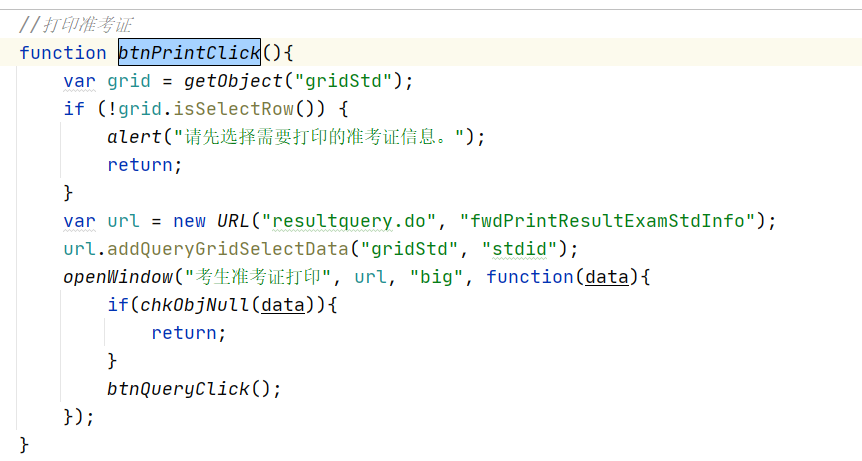 //打印准考证
function btnPrintClick(){
    var grid = getObject("gridStd");
    if (!grid.isSelectRow()) {
        alert("请先选择需要打印的准考证信息。");
        return;
    }
    var url = new URL("resultquery.do", "fwdPrintResultExamStdInfo");
    url.addQueryGridSelectData("gridStd", "stdid");
    openWindow("考生准考证打印", url, "big", function(data){
        if(chkObjNull(data)){
            return;
        }
        btnQueryClick();
    });
}